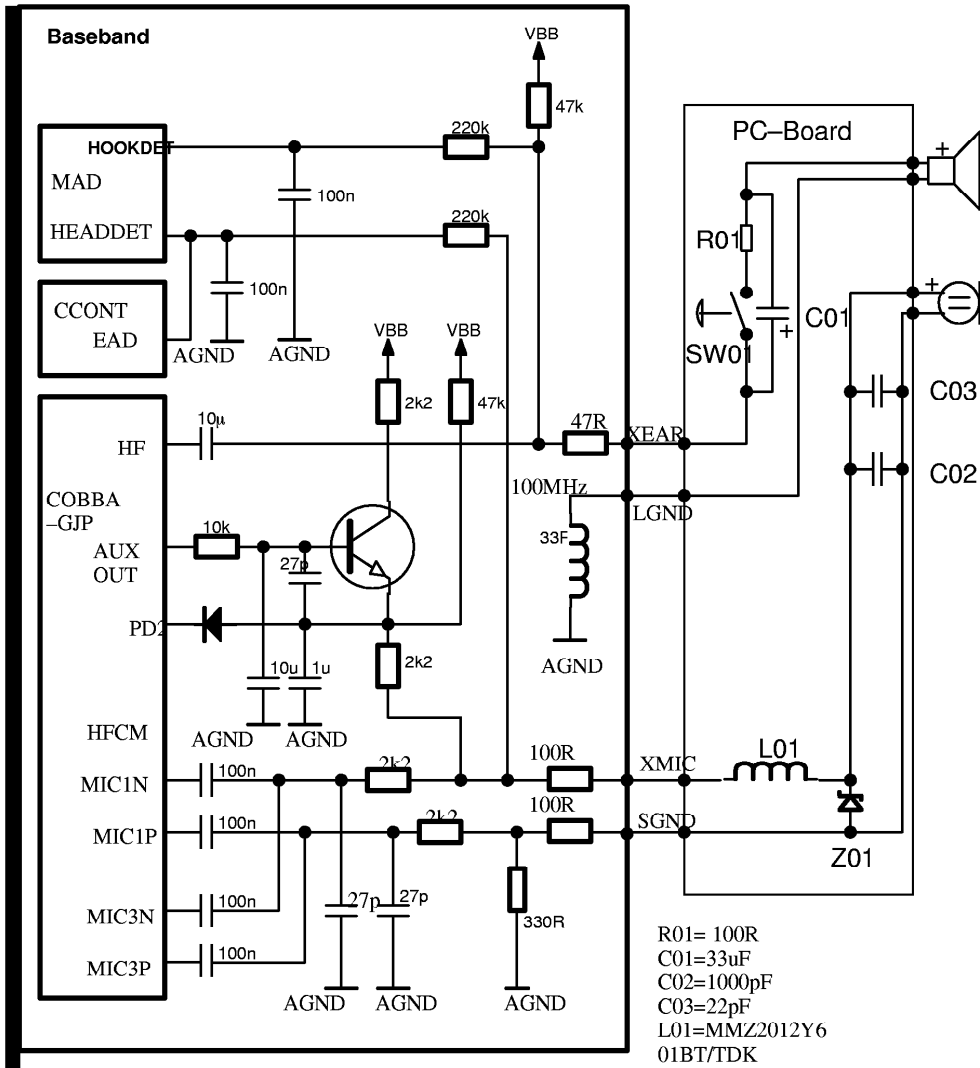 Baseband
VBB
47k
PC–Board
+
HOOKDET
220k
MAD
100n
HEADDET
220k
R01
100n
CCONT
EAD
AGND
AGND
VBB
VBB
SW01
C01
+
+
2k2
47k
C03
10μ
HF
47R
XEAR
C02
COBBA
–GJP
100MHz
LGND
10k
33F
AUX
OUT
27p
PD2
2k2
AGND
10u
1u
HFCM
AGND
AGND
L01
100R
XMIC
MIC1N
100n
2k2
100R
MIC1P
100n
2k2
SGND
Z01
MIC3N
100n
27p
27p
330R
MIC3P
100n
AGND
AGND
AGND
R01= 100R
C01=33uF
C02=1000pF
C03=22pF
L01=MMZ2012Y6
01BT/TDK